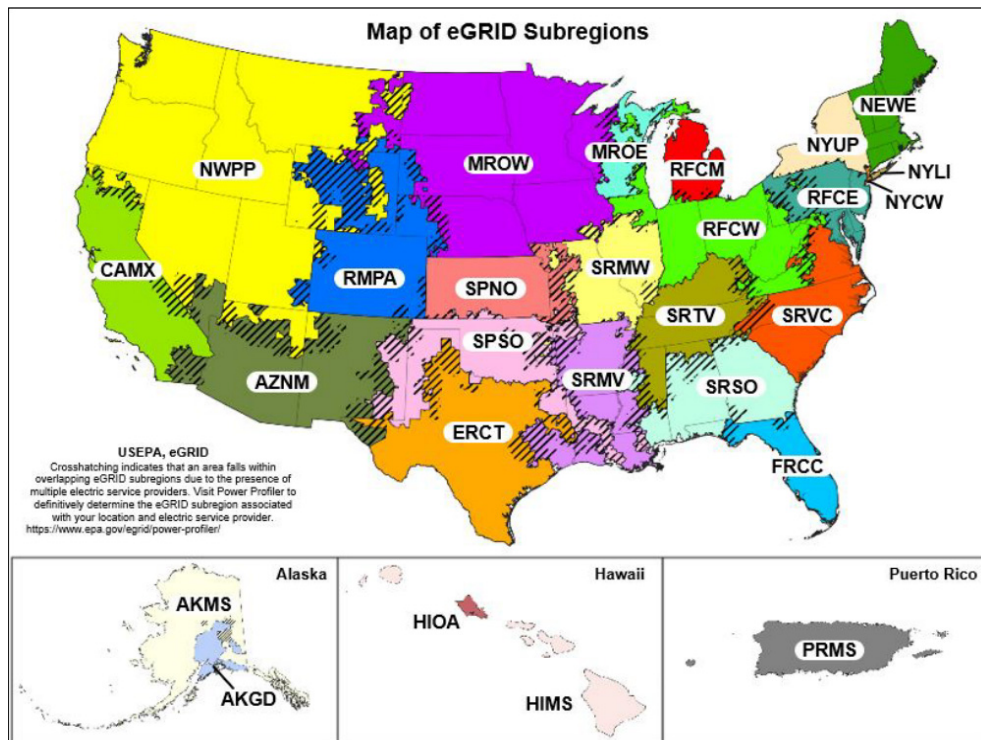 Map of eGRID Subregions
NEWE
NYUP
MROE
NWPP
MROW
RFCM
NYLI
RFCE
NYCW
RFCW
CAMX
RMPA
SPNO
SRMW
SRTV
SRVC
SPSO
AZNM
SRMV
SRSO
ERCT
FRCC
USEPA, eGRID
Crosshatching indicates that an area falls within
overlapping eGRID subregions due to the presence of
multiple electric service providers. Visit Power Profiler to
definitively determine the eGRID subregion associated
with your location and electric service provider.
https://www.epa.gov/egrid/power-profiler/
Alaska
AKMS
AKGD
Hawaii
HIOA
HIMS
Puerto Rico
PRMS